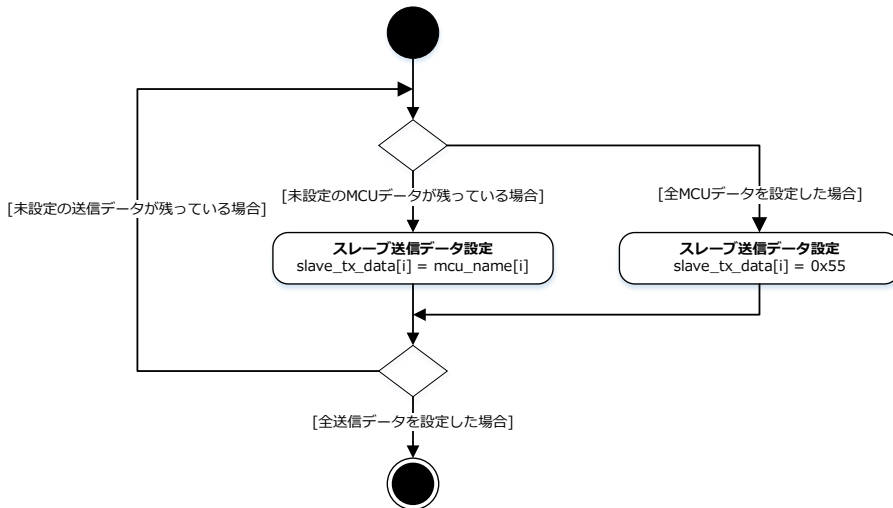 [未設定の送信データが残っている場合]
[未設定のMCUデータが残っている場合]
[全MCUデータを設定した場合]
スレーブ送信データ設定
slave_tx_data[i] = mcu_name[i]
スレーブ送信データ設定
slave_tx_data[i] = 0x55
[全送信データを設定した場合]